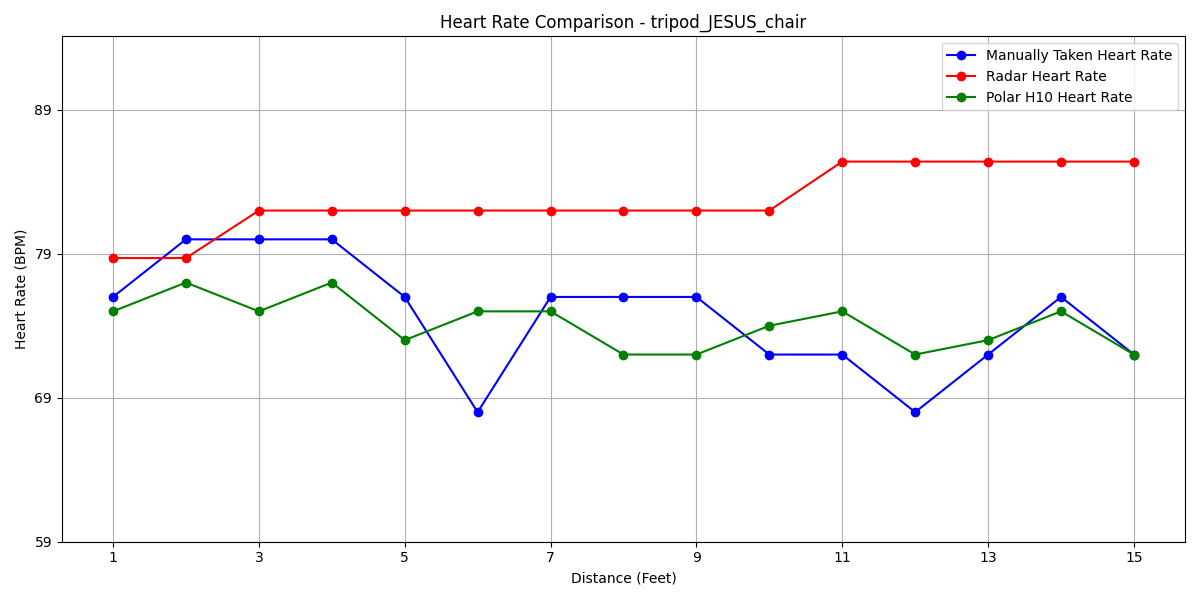 Heart Rate Comparison - tripod_JESUS_chair
Manually Taken Heart Rate
Radar Heart Rate
Polar H10 Heart Rate
Heart Rate (BPM)
89
79
69
59
1 3 5 7 9 11 13 15
Distance (Feet)